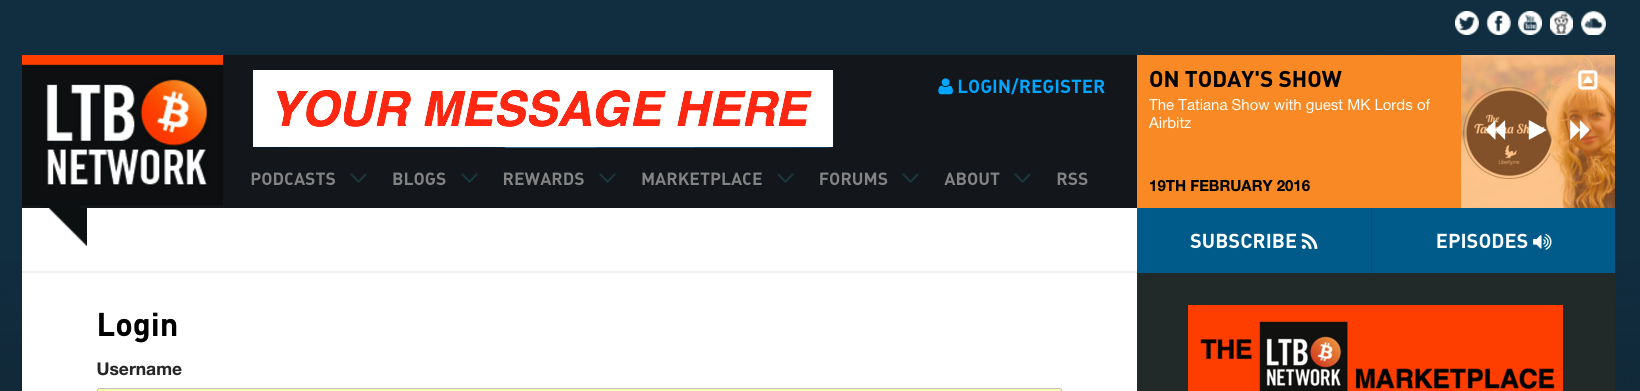 LTB
NETWORK
YOUR MESSAGE HERE
LOGIN/REGISTER
PODCASTS BLOGS REWARDS MARKETPLACE FORUMS ABOUT RSS
ON TODAY'S SHOW
The Tatiana Show with guest MK Lords of
Airbitz
19TH FEBRUARY 2016
The
SUBSCRIBE EPISODES
Login
Username
THE LTB
NETWORK
MARKETPLACE